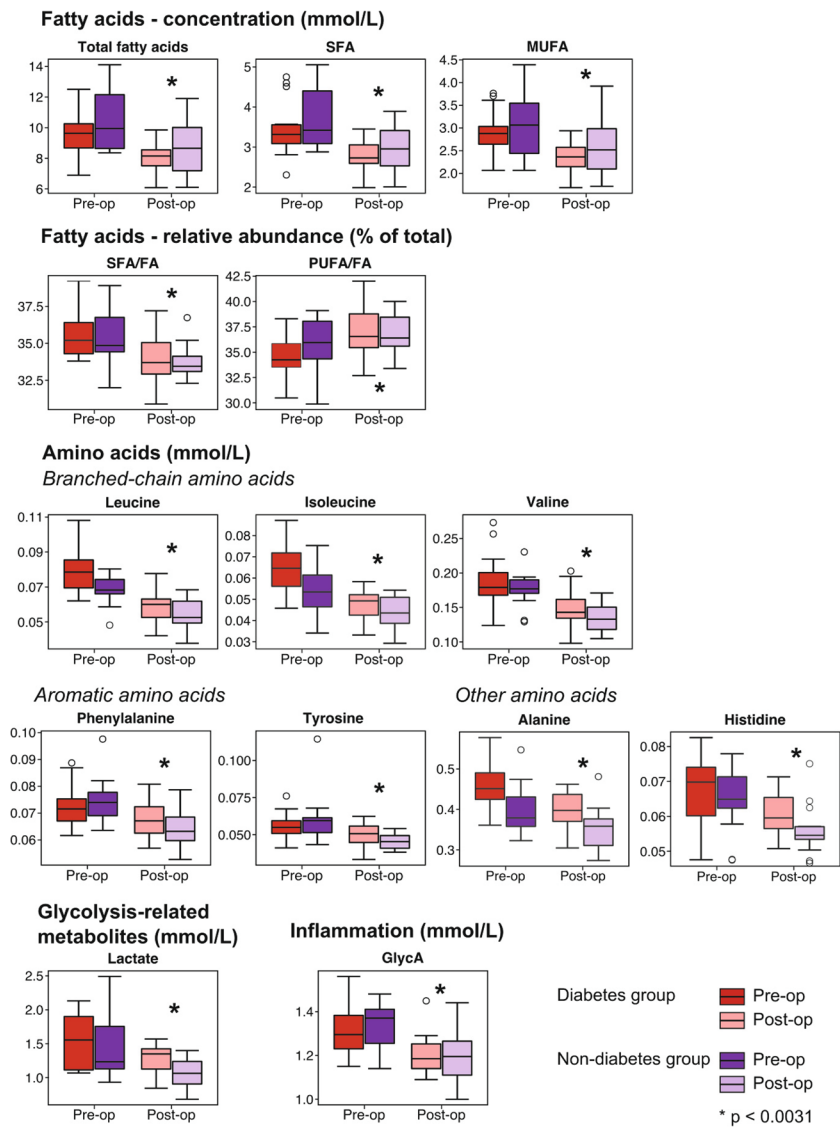 Fatty acids - concentration (mmol/L)
Total fatty acids
SFA
MUFA
14
12
10
8
6
5
4
3
2
4.5
4.0
3.5
3.0
2.5
2.0
*
*
*
Pre-op Post-op
Pre-op Post-op
Pre-op Post-op
Fatty acids - relative abundance (% of total)
SFA/FA
PUFA/FA
37.5
35.0
32.5
42.5
40.0
37.5
35.0
32.5
30.0
*
*
Pre-op Post-op
Pre-op Post-op
Amino acids (mmol/L)
Branched-chain amino acids
Leucine
Isoleucine
Valine
0.11
0.09
0.07
0.05
0.08
0.07
0.06
0.05
0.04
0.03
0.25
0.20
0.15
0.10
*
*
*
Pre-op Post-op
Pre-op Post-op
Pre-op Post-op
Aromatic amino acids
Other amino acids
Phenylalanine
Tyrosine
Alanine
Histidine
0.10
0.09
0.08
0.07
0.06
0.100
0.075
0.050
0.5
0.4
0.3
0.08
0.07
0.06
0.05
*
*
*
*
Pre-op Post-op
Pre-op Post-op
Pre-op Post-op
Pre-op Post-op
Glycolysis-related
metabolites (mmol/L)
Inflammation (mmol/L)
Lactate
GlycA
2.5
2.0
1.5
1.0
1.4
1.2
1.0
*
*
Pre-op Post-op
Pre-op Post-op
Diabetes group
Pre-op
Post-op
Non-diabetes group
Pre-op
Post-op
* p < 0.0031